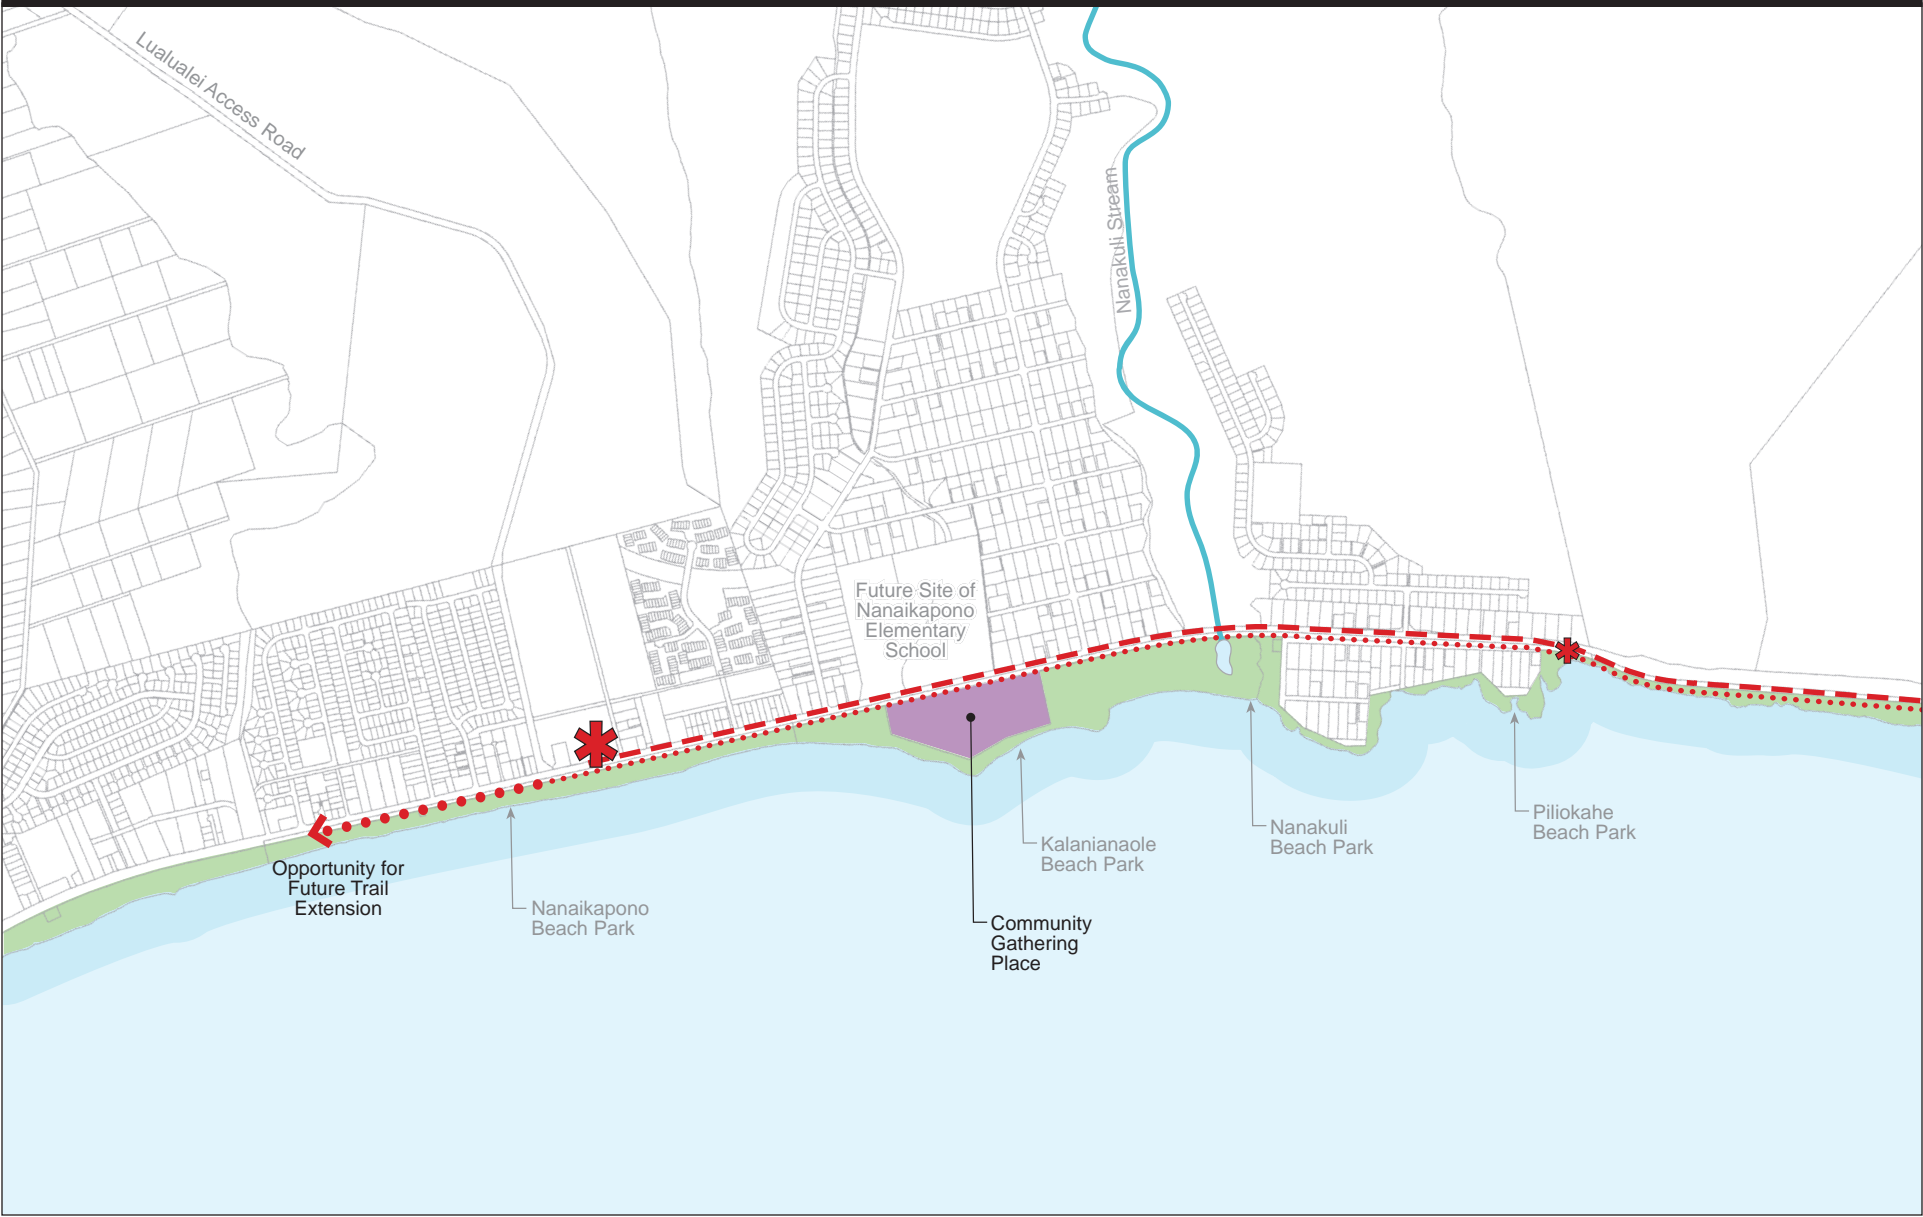 Lualualei Access Road
Nanakuli Stream
Future Site of
Nanaikapono
Elementary
School
Opportunity for
Future Trail
Extension
Nanaikapono
Beach Park
Community
Gathering
Place
Kalanianaole
Beach Park
Nanakuli
Beach Park
Piliokahe
Beach Park